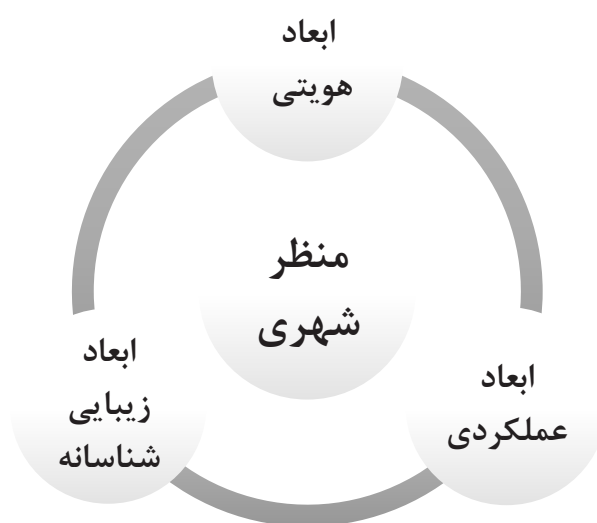 ابعاد
هویتی
منظر
شهری
ابعاد
عملکردی
ابعاد
زیبایی
شناسانه